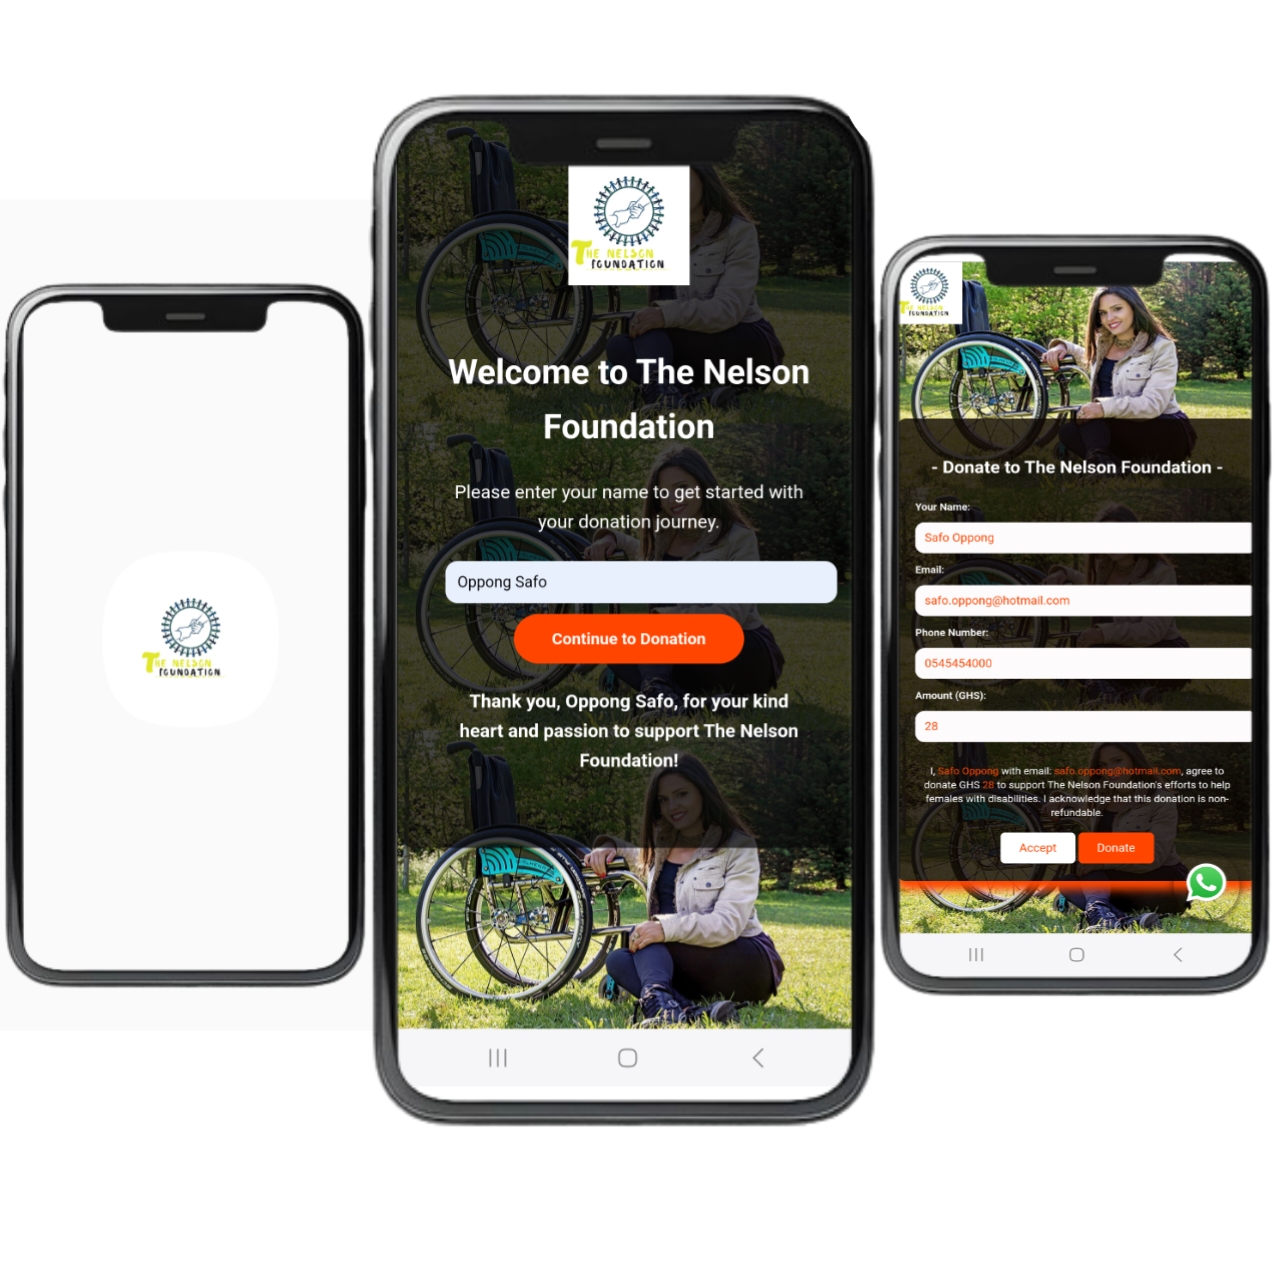 THE NELSON
FOUNDATION
THE NELSON
FOUNDATION
Welcome to The Nelson
Foundation
Please enter your name to get started with
your donation journey.
Oppong Safo
Continue to Donation
Thank you, Oppong Safo, for your kind
heart and passion to support The Nelson
Foundation!
THE NELSON
FOUNDATION
- Donate to The Nelson Foundation -
Your Name:
Safo Oppong
Email:
safo.oppong@hotmail.com
Phone Number:
0545454000
Amount (GHS):
28
I, Safo Oppong with email: safo.oppong@hotmail.com, agree to
donate GHS 28 to support The Nelson Foundation's efforts to help
females with disabilities. I acknowledge that this donation is non-
refundable.
Accept
Donate